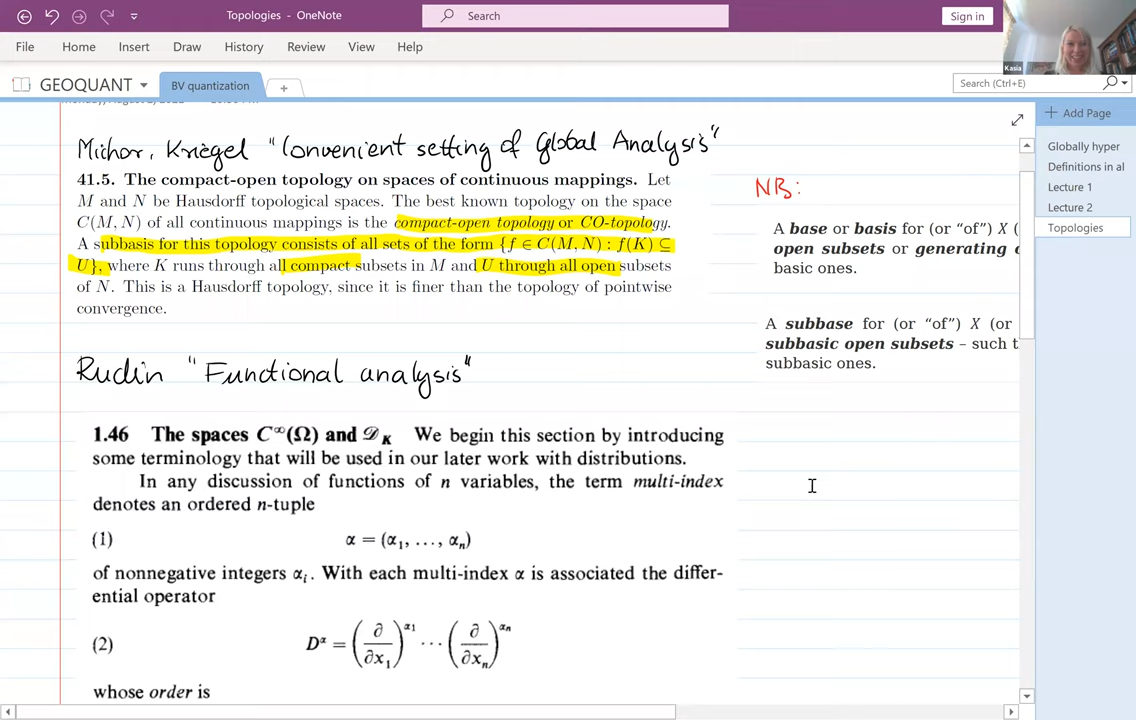 Topologies - OneNote
Search
Sign in
File Home Insert Draw History Review View Help
Kasia
GEOQUANT
BV quantization
+
Search (Ctrl+E)
Add Page
Globally hyper
Definitions in al
Lecture 1
Lecture 2
Topologies
Michor, Kriegel "Convenient setting of Global Analysis"
41.5. The compact-open topology on spaces of continuous mappings. Let
M and N be Hausdorff topological spaces. The best known topology on the space
C(M, N) of all continuous mappings is the compact-open topology or CO-topology.
A subbasis for this topology consists of all sets of the form {f ∈ C(M, N) : f(K) ⊆
U}, where K runs through all compact subsets in M and U through all open subsets
of N. This is a Hausdorff topology, since it is finer than the topology of pointwise
convergence.
NB:
A base or basis for (or "of") X (
open subsets or generating
basic ones.
A subbase for (or "of") X (or
subbasic open subsets – such t
subbasic ones.
Rudin "Functional analysis"
1.46 The spaces C∞(Ω) and 𝒟K We begin this section by introducing
some terminology that will be used in our later work with distributions.
In any discussion of functions of n variables, the term multi-index
denotes an ordered n-tuple
(1) α = (α₁, ..., αₙ)
of nonnegative integers αᵢ. With each multi-index α is associated the differ-
ential operator
(2) Dᵅ = (∂/∂x₁)^α₁ ··· (∂/∂xₙ)^αₙ
whose order is